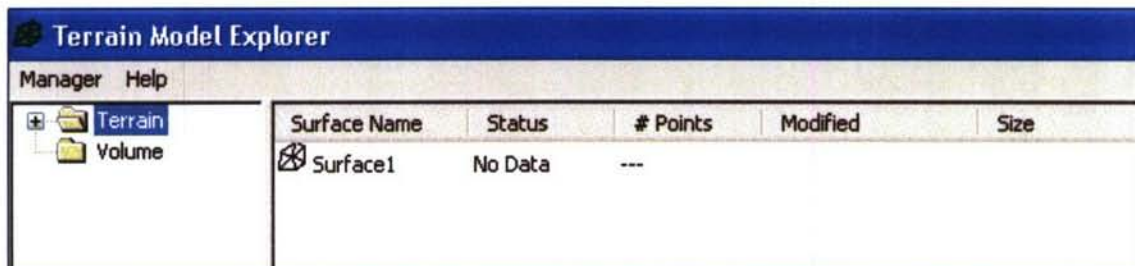 Terrain Model Explorer
Manager Help
Terrain
Volume
Surface Name Status # Points Modified Size
Surface1 No Data ---